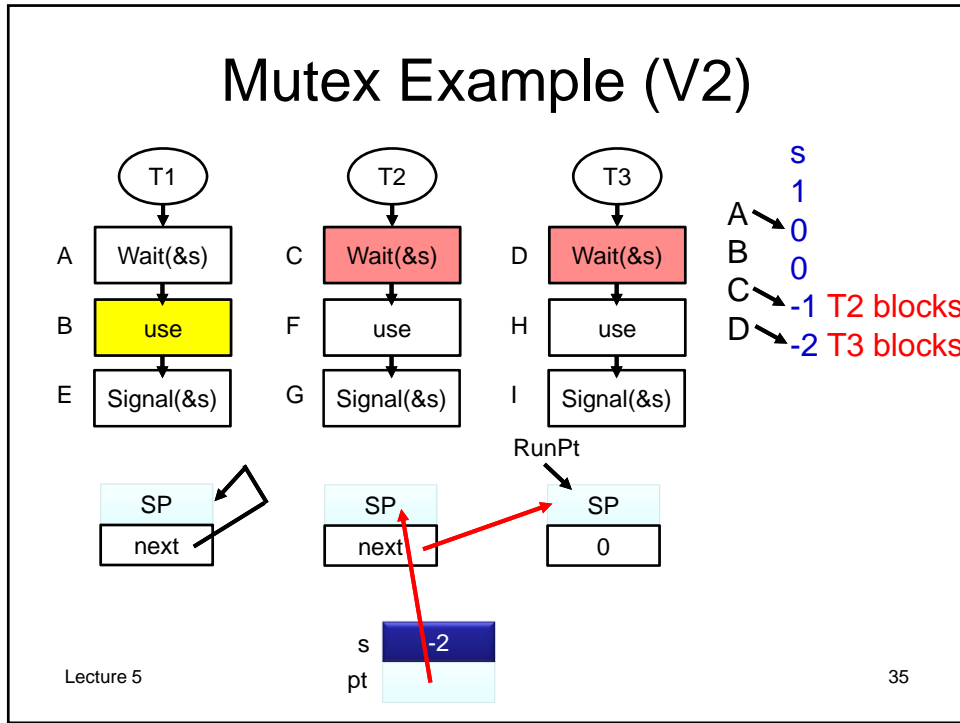 Mutex Example (V2)
T1 T2 T3
s
1
A 0
B 0
C -1 T2 blocks
D -2 T3 blocks
A Wait(&s) C Wait(&s) D Wait(&s)
B use F use H use
E Signal(&s) G Signal(&s) I Signal(&s)
RunPt
SP SP SP
next next 0
s -2
pt
Lecture 5 35